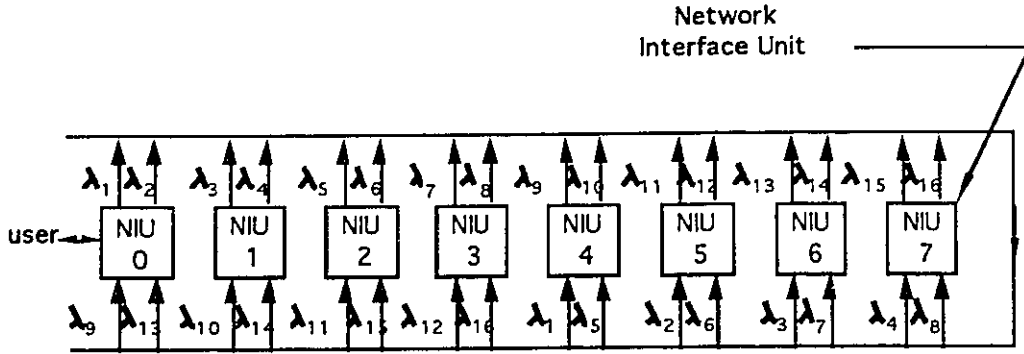 Network
Interface Unit
λ1 λ2 λ3 λ4 λ5 λ6 λ7 λ8 λ9 λ10 λ11 λ12 λ13 λ14 λ15 λ16
user NIU NIU NIU NIU NIU NIU NIU NIU
0 1 2 3 4 5 6 7
λ9 λ13 λ10 λ14 λ11 λ15 λ12 λ16 λ1 λ5 λ2 λ6 λ3 λ7 λ4 λ8